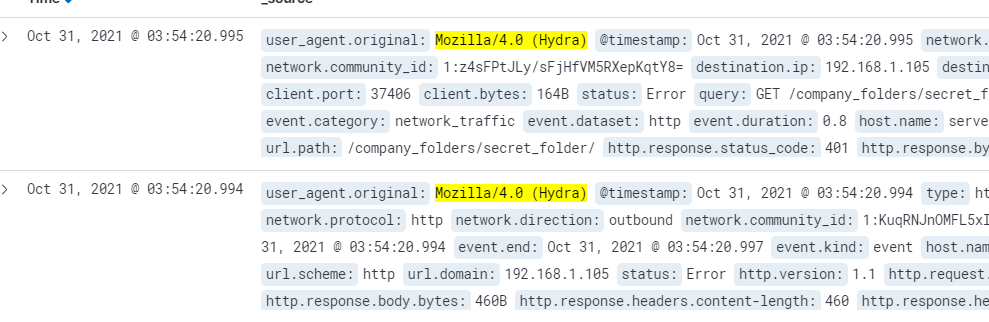 Time _source
Oct 31, 2021 @ 03:54:20.995 user_agent.original: Mozilla/4.0 (Hydra) @timestamp: Oct 31, 2021 @ 03:54:20.995 network.
network.community_id: 1:z4sFPtJLy/sFjHfVM5RXepKqtY8= destination.ip: 192.168.1.105 destin
client.port: 37406 client.bytes: 164B status: Error query: GET /company_folders/secret_f
event.category: network_traffic event.dataset: http event.duration: 0.8 host.name: serve
url.path: /company_folders/secret_folder/ http.response.status_code: 401 http.response.by
Oct 31, 2021 @ 03:54:20.994 user_agent.original: Mozilla/4.0 (Hydra) @timestamp: Oct 31, 2021 @ 03:54:20.994 type: ht
network.protocol: http network.direction: outbound network.community_id: 1:KuqRNJnOMFL5xI
31, 2021 @ 03:54:20.994 event.end: Oct 31, 2021 @ 03:54:20.997 event.kind: event host.nam
url.scheme: http url.domain: 192.168.1.105 status: Error http.version: 1.1 http.request.
http.response.body.bytes: 460B http.response.headers.content-length: 460 http.response.he